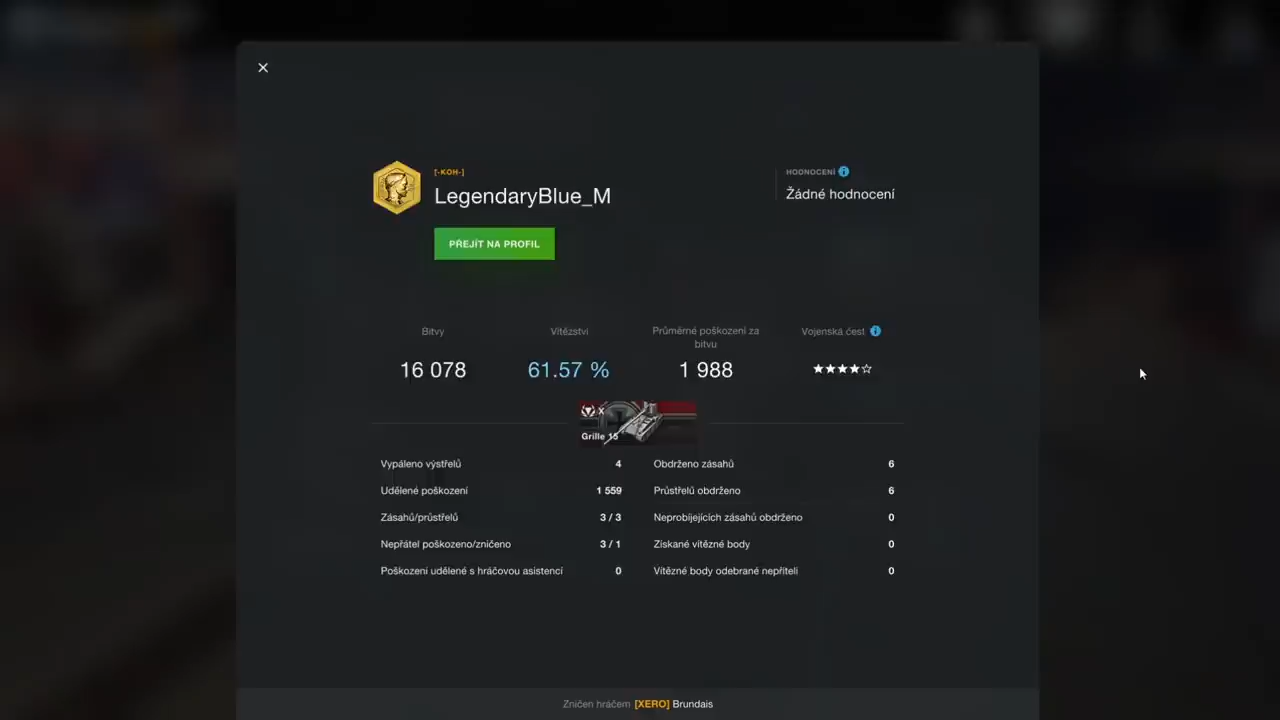 [-KOH-]
LegendaryBlue_M
HODNOCENÍ
Žádné hodnocení
PŘEJÍT NA PROFIL
Bitvy
16 078
Vítězství
61.57 %
Průměrné poškození za
bitvu
1 988
Vojenská čest
X
Grille 15
Vypáleno výstřelů 4
Udělené poškození 1 559
Zásahů/průstřelů 3 / 3
Nepřátel poškozeno/zničeno 3 / 1
Poškození udělené s hráčovou asistencí 0
Obdrženo zásahů 6
Průstřelů obdrženo 6
Neprobíjejících zásahů obdrženo 0
Získané vítězné body 0
Vítězné body odebrané nepříteli 0
Zničen hráčem [XERO] Brundais